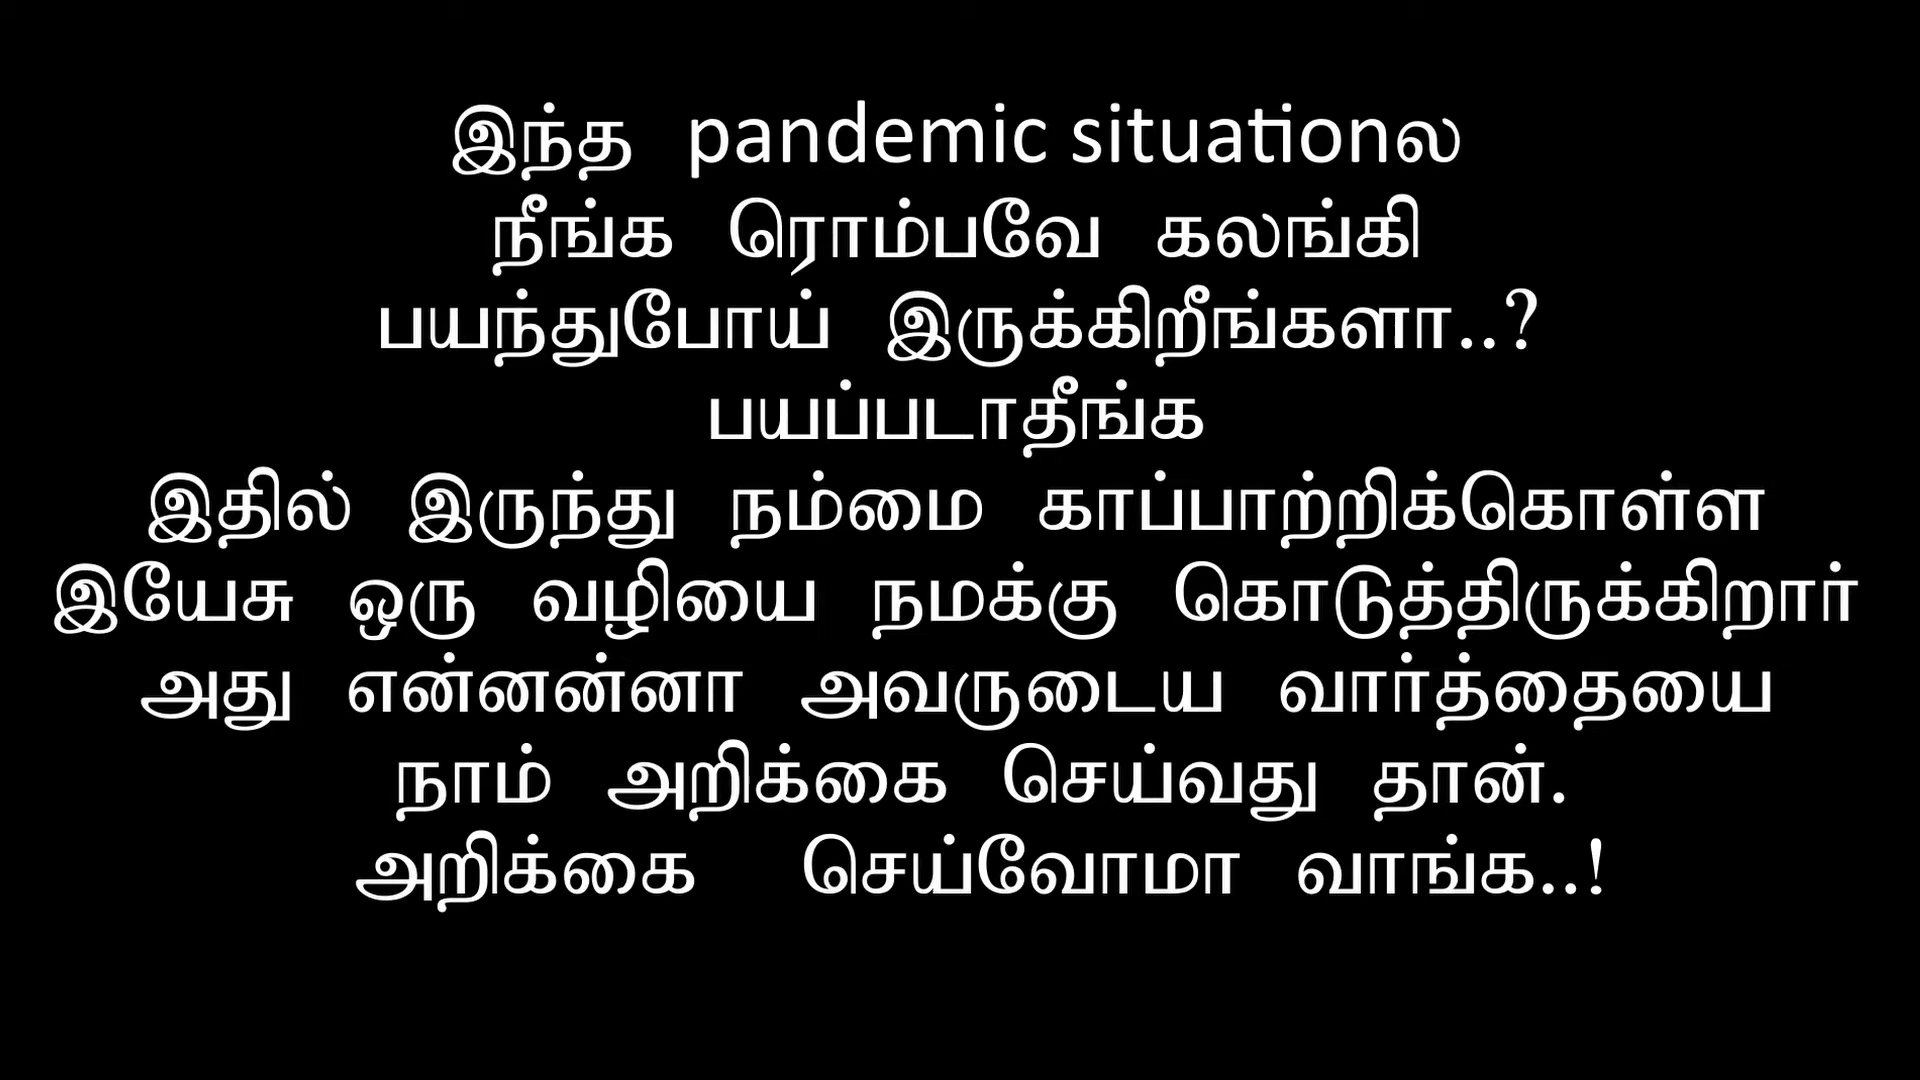 இந்த pandemic situationல
நீங்க ரொம்பவே கலங்கி
பயந்துபோய் இருக்கிறீங்களா..?
பயப்படாதீங்க
இதில் இருந்து நம்மை காப்பாற்றிக்கொள்ள
இயேசு ஒரு வழியை நமக்கு கொடுத்திருக்கிறார்
அது என்னன்னா அவருடைய வார்த்தையை
நாம் அறிக்கை செய்வது தான்.
அறிக்கை செய்வோமா வாங்க..!